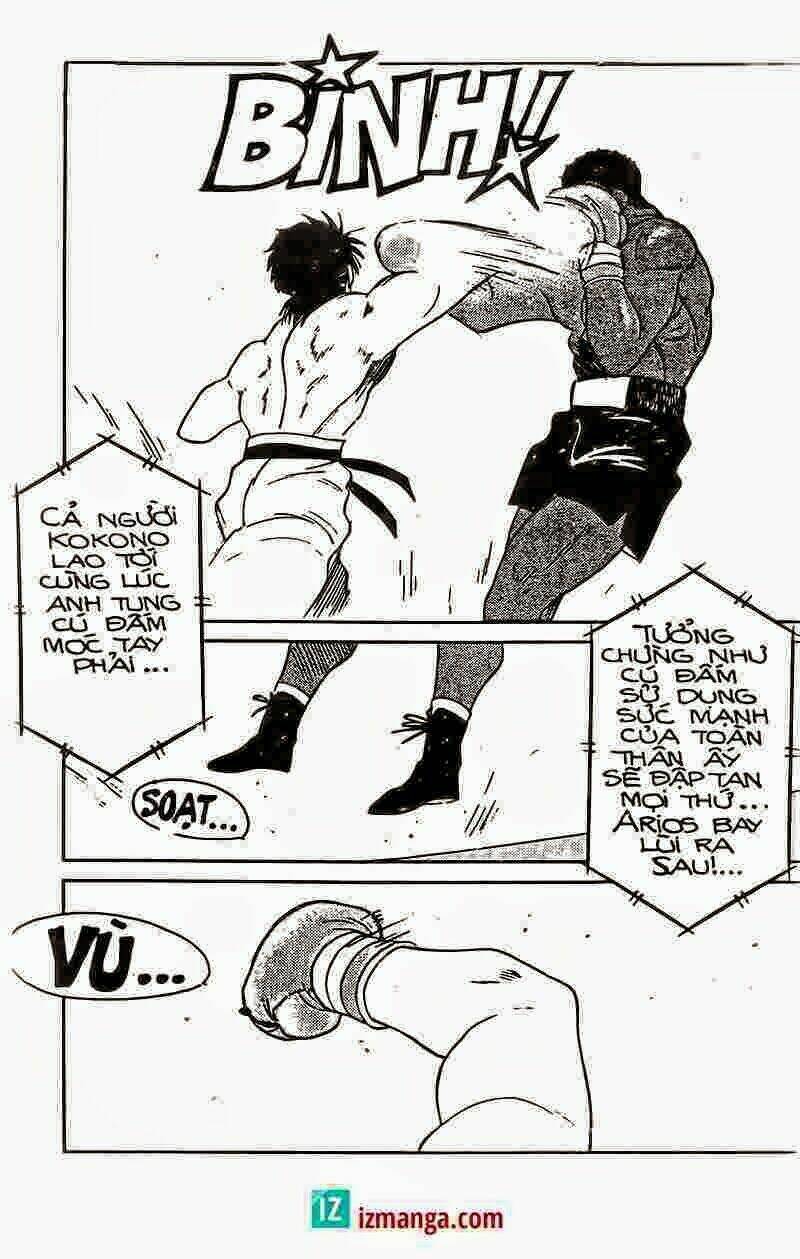 BINH!
CẢ NGƯỜI
KOKONO
LAO TỚI
CÙNG LÚC
ANH TUNG
CÚ ĐẤM
MÓC TAY
PHẢI...
TƯỞNG
CHỪNG NHƯ
CÚ ĐẤM
SỬ DỤNG
SỨC MẠNH
CỦA TOÀN
THÂN ẤY
SẼ ĐẬP TAN
MỌI THỨ...
ARIOS BAY
LÙI RA
SAU!...
SOẠT...
VÙ...
IZ izmanga.com